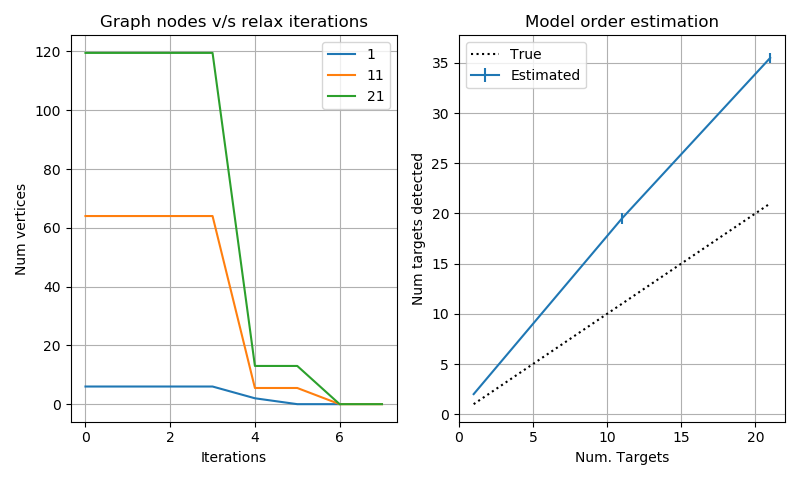 Graph nodes v/s relax iterations
Num vertices
120
100
80
60
40
20
0
0 2 4 6
Iterations
1
11
21
Model order estimation
Num targets detected
35
30
25
20
15
10
5
0
0 5 10 15 20
Num. Targets
True
Estimated